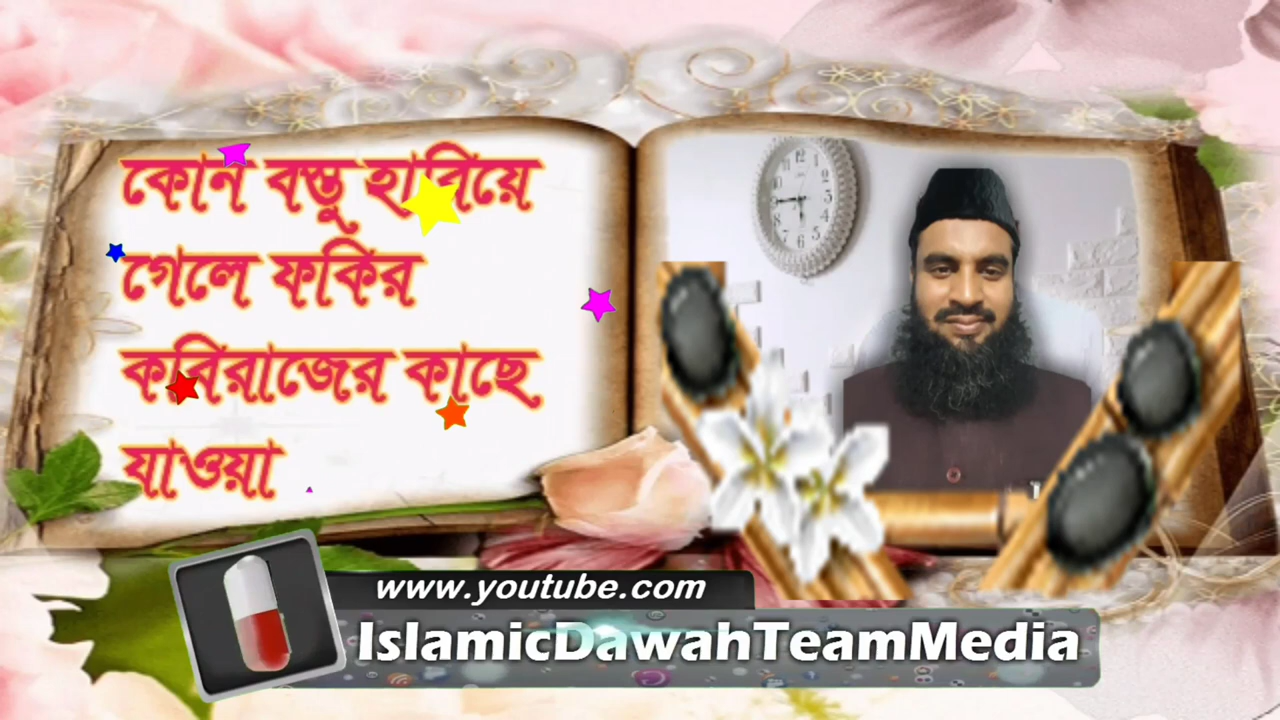 কোন বস্তু হারিয়ে
গেলে ফকির
কবিরাজের কাছে
যাওয়া
www.youtube.com
IslamicDawahTeamMedia